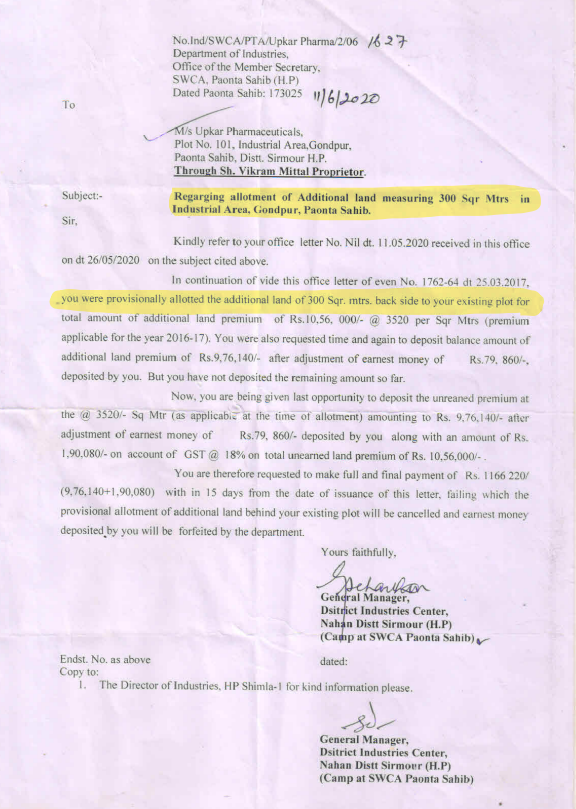 No.Ind/SWCA/PTA/Upkar Pharma/2/06 1627
Department of Industries,
Office of the Member Secretary,
SWCA, Paonta Sahib (H.P)
Dated Paonta Sahib: 173025 11/6/2020
To
M/s Upkar Pharmaceuticals,
Plot No. 101, Industrial Area,Gondpur,
Paonta Sahib, Distt. Sirmour H.P.
Through Sh. Vikram Mittal Proprietor.
Subject:- Regarging allotment of Additional land measuring 300 Sqr Mtrs in
Industrial Area, Gondpur, Paonta Sahib.
Sir,
Kindly refer to your office letter No. Nil dt. 11.05.2020 received in this office
on dt 26/05/2020 on the subject cited above.
In continuation of vide this office letter of even No. 1762-64 dt 25.03.2017,
you were provisionally allotted the additional land of 300 Sqr. mtrs. back side to your existing plot for
total amount of additional land premium of Rs.10,56, 000/- @ 3520 per Sqr Mtrs (premium
applicable for the year 2016-17). You were also requested time and again to deposit balance amount of
additional land premium of Rs.9,76,140/- after adjustment of earnest money of Rs.79, 860/-,
deposited by you. But you have not deposited the remaining amount so far.
Now, you are being given last opportunity to deposit the unreaned premium at
the @ 3520/- Sq Mtr (as applicable at the time of allotment) amounting to Rs. 9,76,140/- after
adjustment of earnest money of Rs.79, 860/- deposited by you along with an amount of Rs.
1,90,080/- on account of GST @ 18% on total unearned land premium of Rs. 10,56,000/- .
You are therefore requested to make full and final payment of Rs. 1166 220/
(9,76,140+1,90,080) with in 15 days from the date of issuance of this letter, failing which the
provisional allotment of additional land behind your existing plot will be cancelled and earnest money
deposited by you will be forfeited by the department.
Yours faithfully,
General Manager,
Dsitrict Industries Center,
Nahan Distt Sirmour (H.P)
(Camp at SWCA Paonta Sahib)
Endst. No. as above dated:
Copy to:
1. The Director of Industries, HP Shimla-1 for kind information please.
General Manager,
Dsitrict Industries Center,
Nahan Distt Sirmour (H.P)
(Camp at SWCA Paonta Sahib)